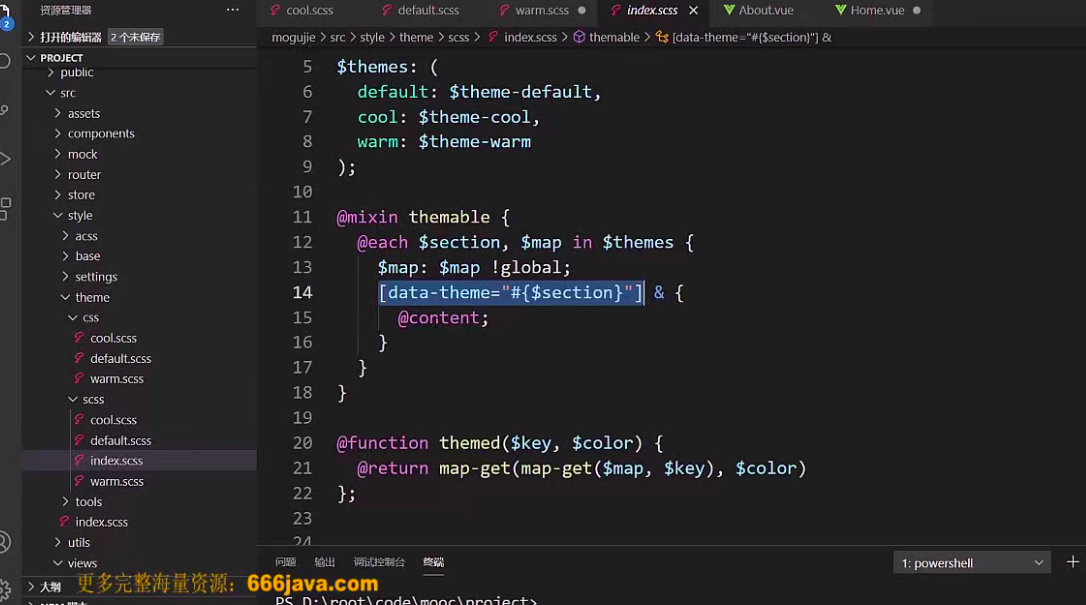 资源管理器 ···
2
打开的编辑器 2 个未保存
PROJECT
public
src
assets
components
mock
router
store
style
acss
base
settings
theme
css
cool.scss
default.scss
warm.scss
scss
cool.scss
default.scss
index.scss
warm.scss
tools
index.scss
utils
views
大纲
cool.scss default.scss warm.scss index.scss About.vue Home.vue
mogujie > src > style > theme > scss > index.scss > themable > [data-theme="#{$section}"] &
5 $themes: (
6 default: $theme-default,
7 cool: $theme-cool,
8 warm: $theme-warm
9 );
10
11 @mixin themable {
12 @each $section, $map in $themes {
13 $map: $map !global;
14 [data-theme="#{$section}"] & {
15 @content;
16 }
17 }
18 }
19
20 @function themed($key, $color) {
21 @return map-get(map-get($map, $key), $color)
22 };
23
24
问题 输出 调试控制台 终端 1: powershell
PS D:\root\code\mooc\project>
更多完整海量资源：666java.com